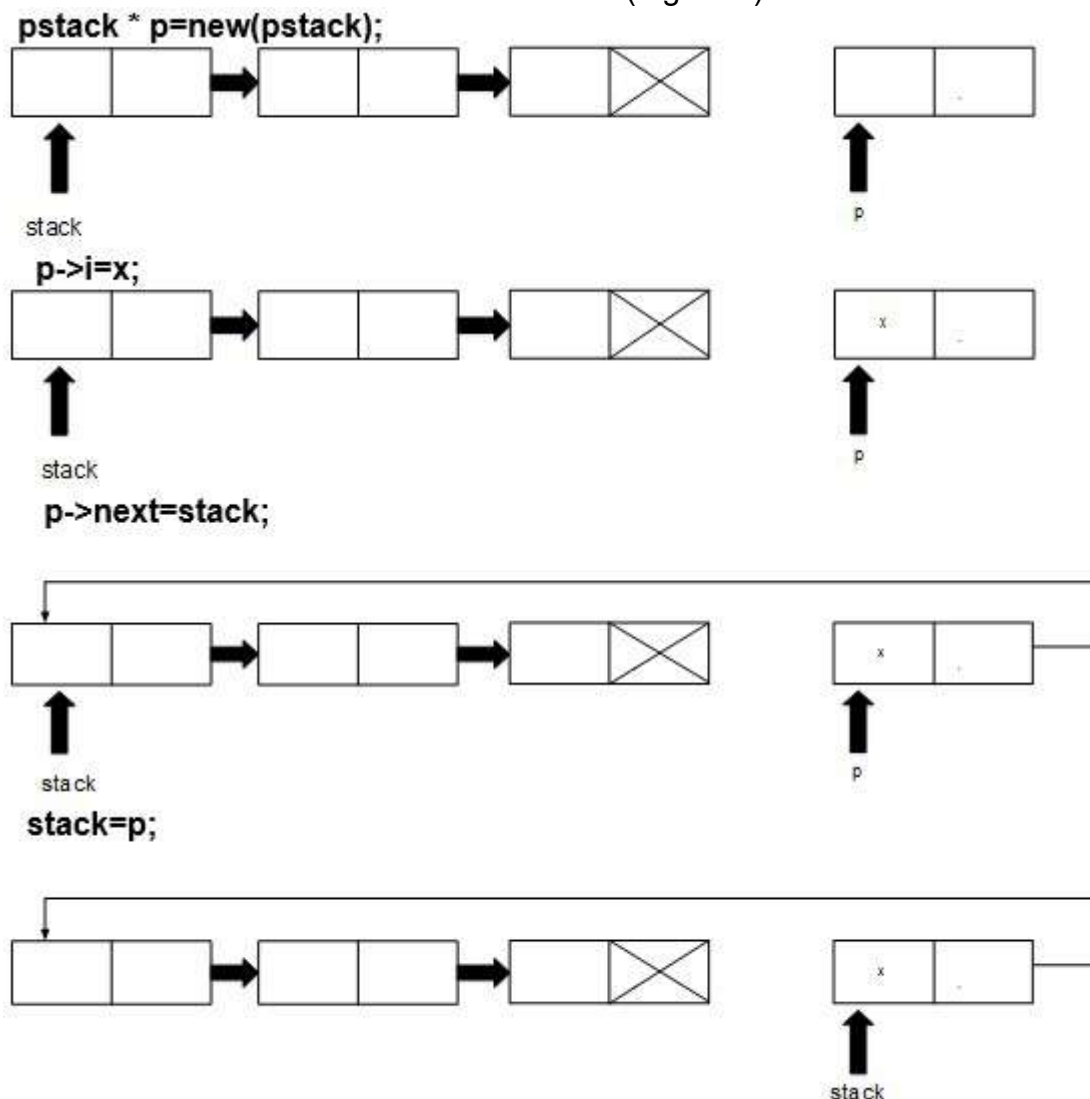 pstack * p=new(pstack);
stack
p
p->i=x;
x
stack
p
p->next=stack;
x
stack
p
stack=p;
x
stack